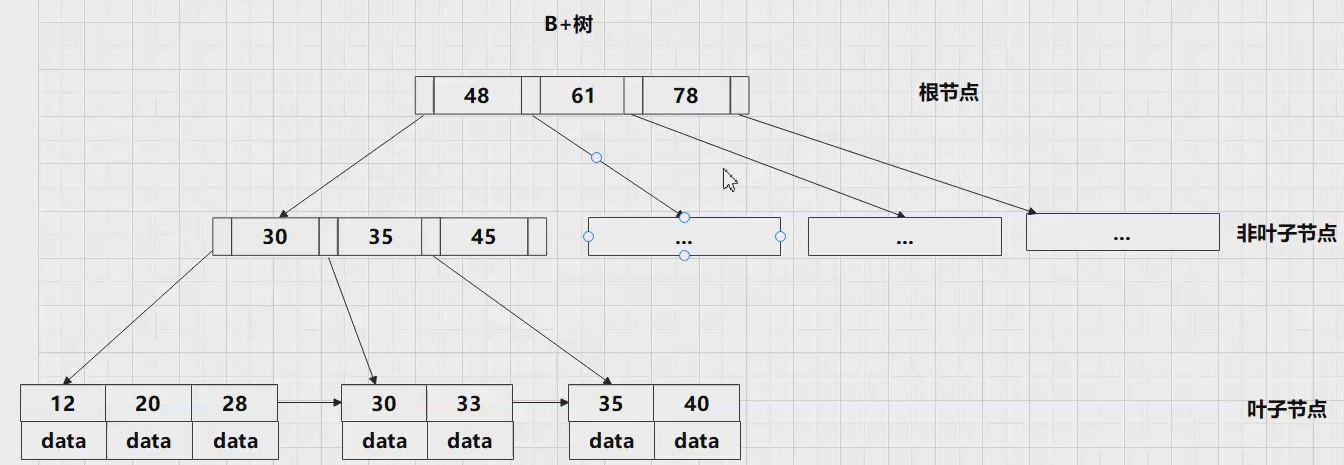 B+树
48 61 78 根节点
30 35 45 ... ... ... 非叶子节点
12 20 28 30 33 35 40 叶子节点
data data data data data data data